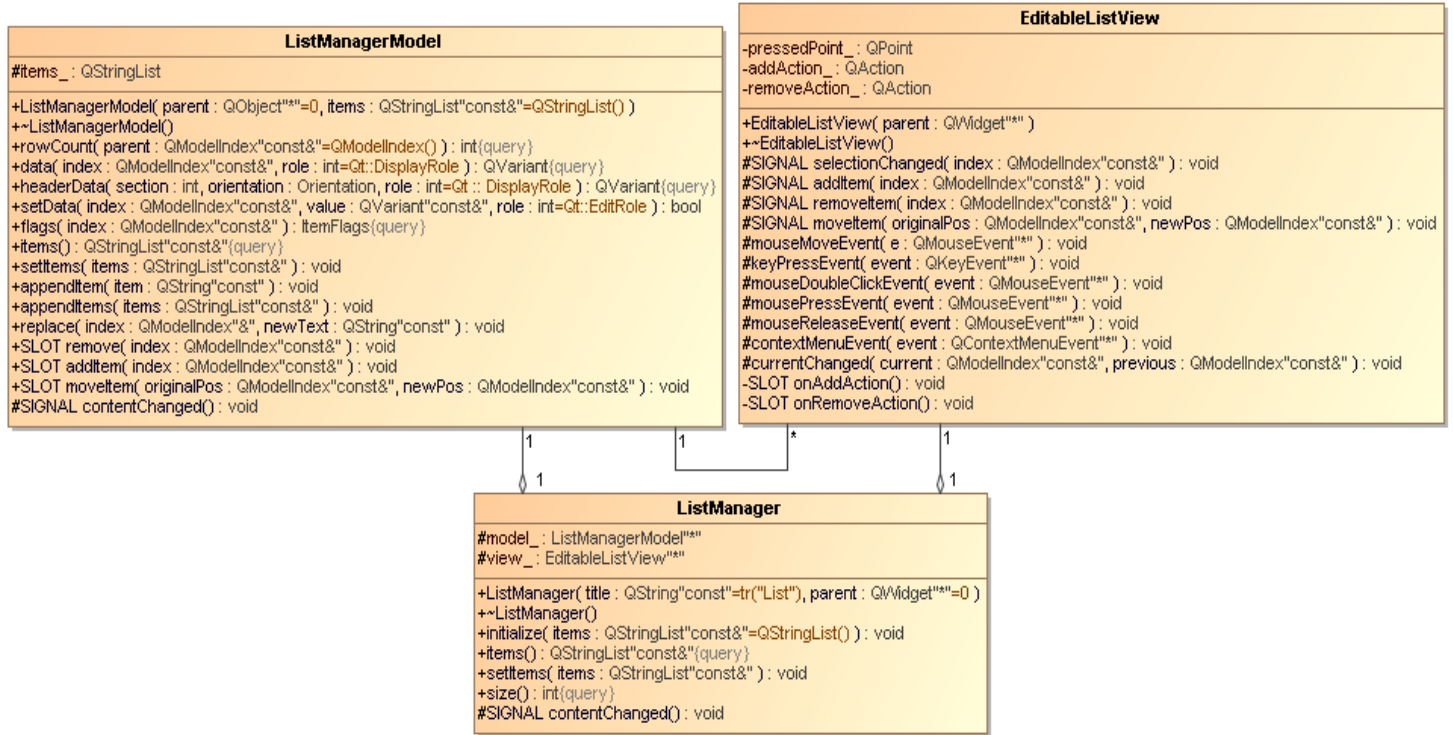 ListManagerModel
#items_ : QStringList
+ListManagerModel( parent : QObject"*"=0, items : QStringList"const&"=QStringList() )
+~ListManagerModel()
+rowCount( parent : QModelIndex"const&"=QModelIndex() ) : int{query}
+data( index : QModelIndex"const&", role : int=Qt::DisplayRole ) : QVariant{query}
+headerData( section : int, orientation : Orientation, role : int=Qt :: DisplayRole ) : QVariant{query}
+setData( index : QModelIndex"const&", value : QVariant"const&", role : int=Qt::EditRole ) : bool
+flags( index : QModelIndex"const&" ) : ItemFlags{query}
+items() : QStringList"const&"{query}
+setItems( items : QStringList"const&" ) : void
+appendItem( item : QString"const" ) : void
+appendItems( items : QStringList"const&" ) : void
+replace( index : QModelIndex"&", newText : QString"const" ) : void
+SLOT remove( index : QModelIndex"const&" ) : void
+SLOT addItem( index : QModelIndex"const&" ) : void
+SLOT moveItem( originalPos : QModelIndex"const&", newPos : QModelIndex"const&" ) : void
#SIGNAL contentChanged() : void
EditableListView
-pressedPoint_ : QPoint
-addAction_ : QAction
-removeAction_ : QAction
+EditableListView( parent : QWidget"*" )
+~EditableListView()
#SIGNAL selectionChanged( index : QModelIndex"const&" ) : void
#SIGNAL addItem( index : QModelIndex"const&" ) : void
#SIGNAL removeItem( index : QModelIndex"const&" ) : void
#SIGNAL moveItem( originalPos : QModelIndex"const&", newPos : QModelIndex"const&" ) : void
#mouseMoveEvent( e : QMouseEvent"*" ) : void
#keyPressEvent( event : QKeyEvent"*" ) : void
#mouseDoubleClickEvent( event : QMouseEvent"*" ) : void
#mousePressEvent( event : QMouseEvent"*" ) : void
#mouseReleaseEvent( event : QMouseEvent"*" ) : void
#contextMenuEvent( event : QContextMenuEvent"*" ) : void
#currentChanged( current : QModelIndex"const&", previous : QModelIndex"const&" ) : void
-SLOT onAddAction() : void
-SLOT onRemoveAction() : void
1
1
*
1
1
1
ListManager
#model_ : ListManagerModel"*"
#view_ : EditableListView"*"
+ListManager( title : QString"const"=tr("List"), parent : QWidget"*"=0 )
+~ListManager()
+initialize( items : QStringList"const&"=QStringList() ) : void
+items() : QStringList"const&"{query}
+setItems( items : QStringList"const&" ) : void
+size() : int{query}
#SIGNAL contentChanged() : void